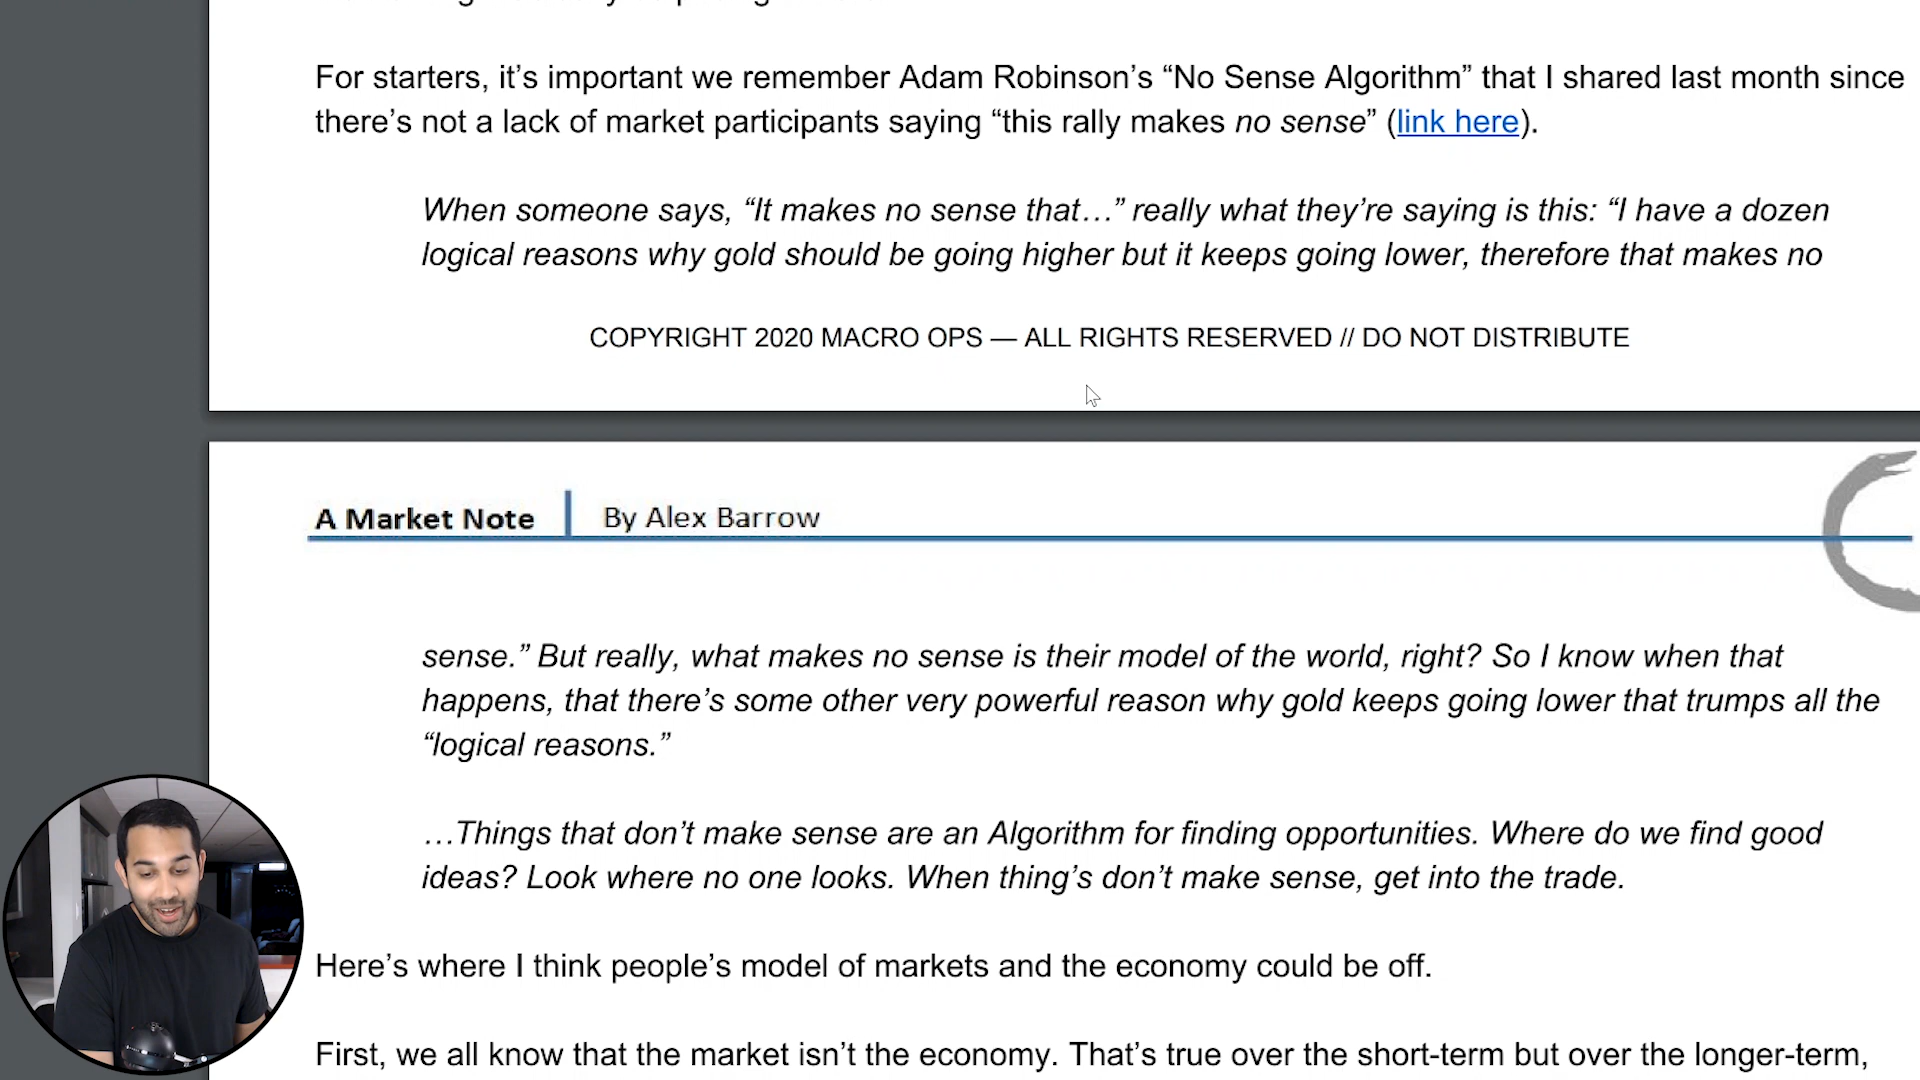 For starters, it’s important we remember Adam Robinson’s “No Sense Algorithm” that I shared last month since
there’s not a lack of market participants saying “this rally makes no sense” (link here).
When someone says, “It makes no sense that…” really what they’re saying is this: “I have a dozen
logical reasons why gold should be going higher but it keeps going lower, therefore that makes no
COPYRIGHT 2020 MACRO OPS — ALL RIGHTS RESERVED // DO NOT DISTRIBUTE
A Market Note By Alex Barrow
sense.” But really, what makes no sense is their model of the world, right? So I know when that
happens, that there’s some other very powerful reason why gold keeps going lower that trumps all the
“logical reasons.”
…Things that don’t make sense are an Algorithm for finding opportunities. Where do we find good
ideas? Look where no one looks. When thing’s don’t make sense, get into the trade.
Here’s where I think people’s model of markets and the economy could be off.
First, we all know that the market isn’t the economy. That’s true over the short-term but over the longer-term,